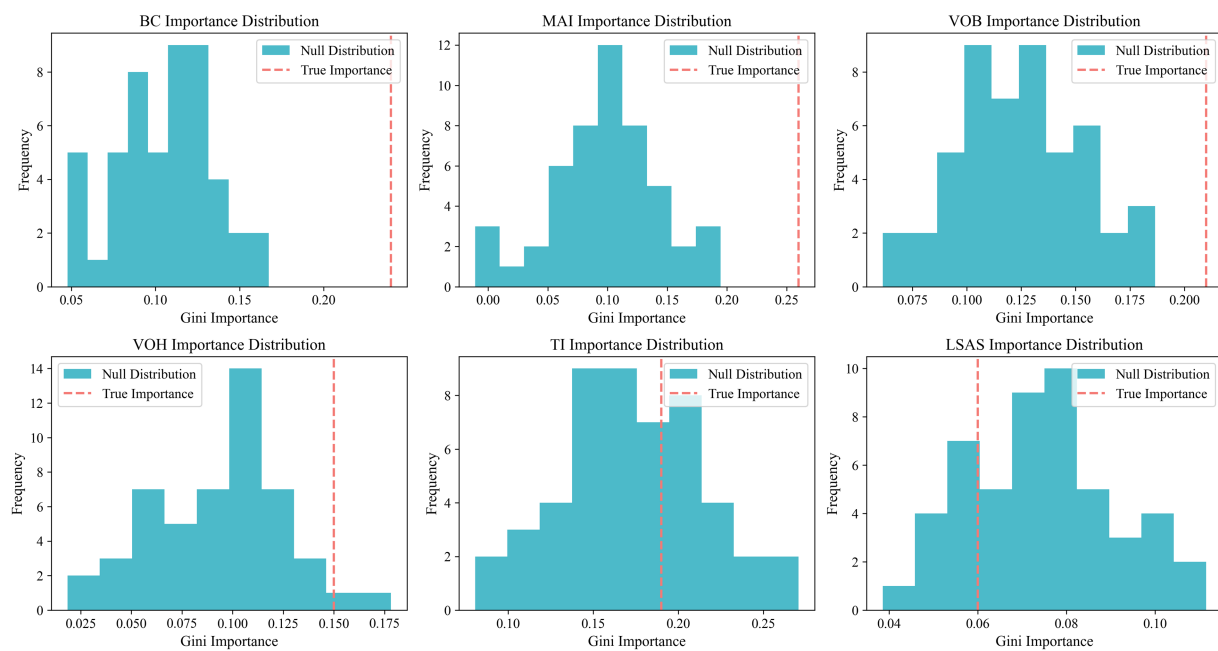 BC Importance Distribution
Null Distribution
True Importance
Frequency
8
6
4
2
0
0.05
0.10
0.15
0.20
Gini Importance
MAI Importance Distribution
Null Distribution
True Importance
Frequency
12
10
8
6
4
2
0
0.00
0.05
0.10
0.15
0.20
0.25
Gini Importance
VOB Importance Distribution
Null Distribution
True Importance
Frequency
8
6
4
2
0
0.075
0.100
0.125
0.150
0.175
0.200
Gini Importance
VOH Importance Distribution
Null Distribution
True Importance
Frequency
14
12
10
8
6
4
2
0
0.025
0.050
0.075
0.100
0.125
0.150
0.175
Gini Importance
TI Importance Distribution
Null Distribution
True Importance
Frequency
8
6
4
2
0
0.10
0.15
0.20
0.25
Gini Importance
LSAS Importance Distribution
Null Distribution
True Importance
Frequency
10
8
6
4
2
0
0.04
0.06
0.08
0.10
Gini Importance